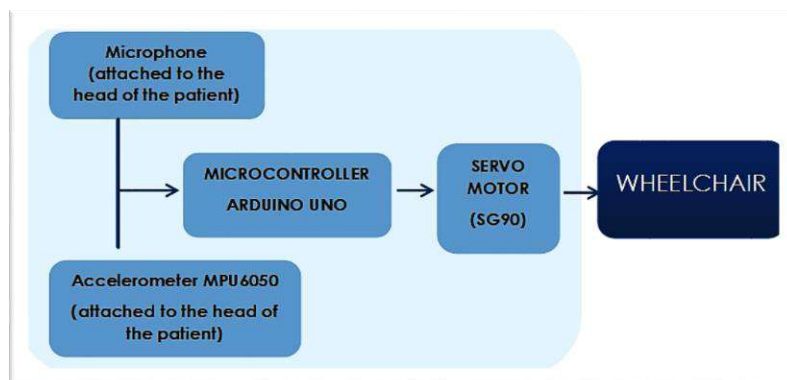 Microphone
(attached to the
head of the patient)
MICROCONTROLLER
ARDUINO UNO
SERVO
MOTOR
(SG90)
WHEELCHAIR
Accelerometer MPU6050
(attached to the head of
the patient)